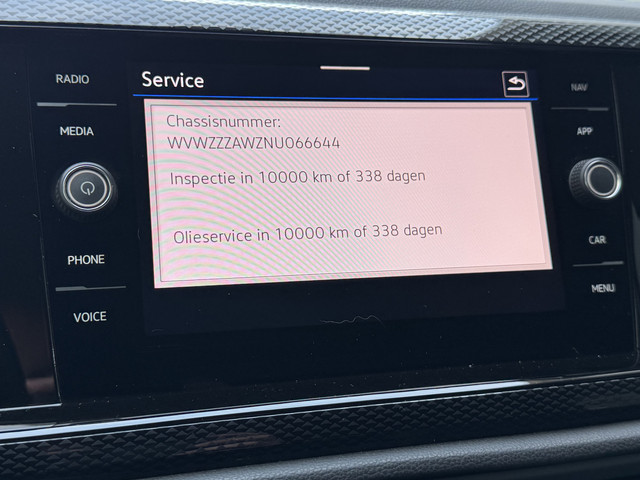 RADIO
MEDIA
PHONE
VOICE
Service
Chassisnummer:
WVWZZZAWZNU066644
Inspectie in 10000 km of 338 dagen
Olieservice in 10000 km of 338 dagen
NAV
APP
CAR
MENU